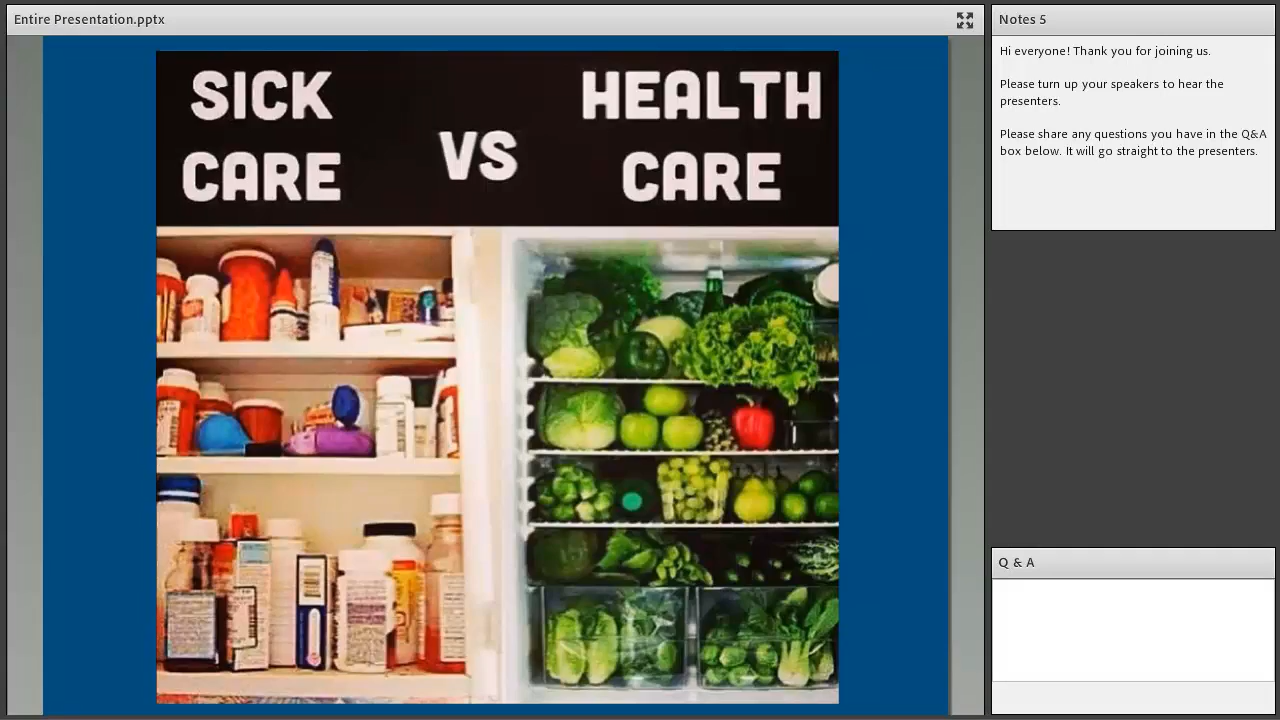 Entire Presentation.pptx
SICK
CARE
VS
HEALTH
CARE
Notes 5
Hi everyone! Thank you for joining us.
Please turn up your speakers to hear the
presenters.
Please share any questions you have in the Q&A
box below. It will go straight to the presenters.
Q & A